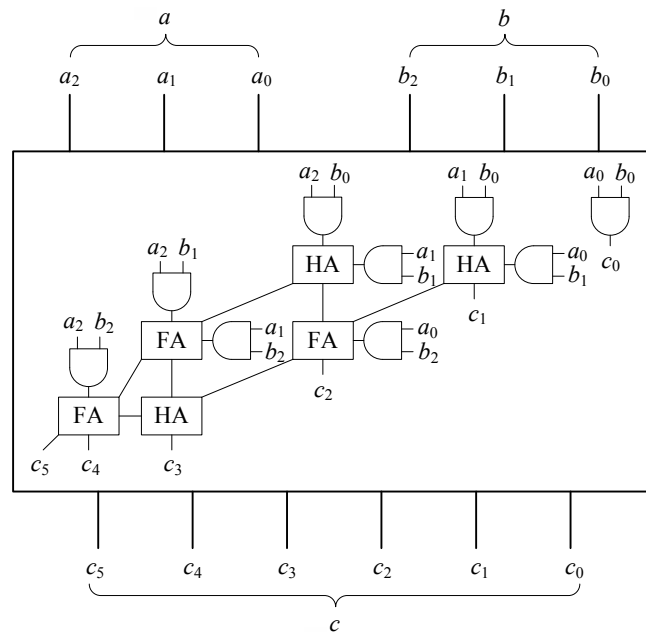 a b
a₂ a₁ a₀ b₂ b₁ b₀
a₂ b₀ a₁ b₀ a₀ b₀
HA a₁ b₁ HA a₀ b₁ c₀
a₂ b₁ c₁
FA a₁ b₂ FA a₀ b₂
a₂ b₂ c₂
FA HA
c₅ c₄ c₃
c₅ c₄ c₃ c₂ c₁ c₀
c